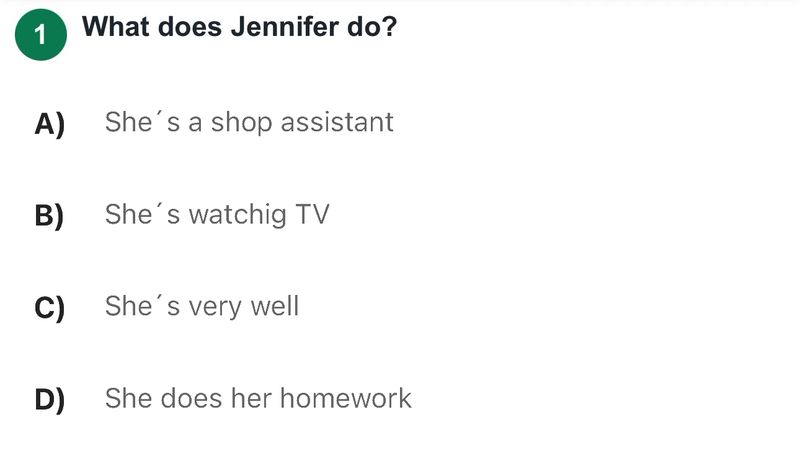 1 What does Jennifer do?
A) She´s a shop assistant
B) She´s watchig TV
C) She´s very well
D) She does her homework